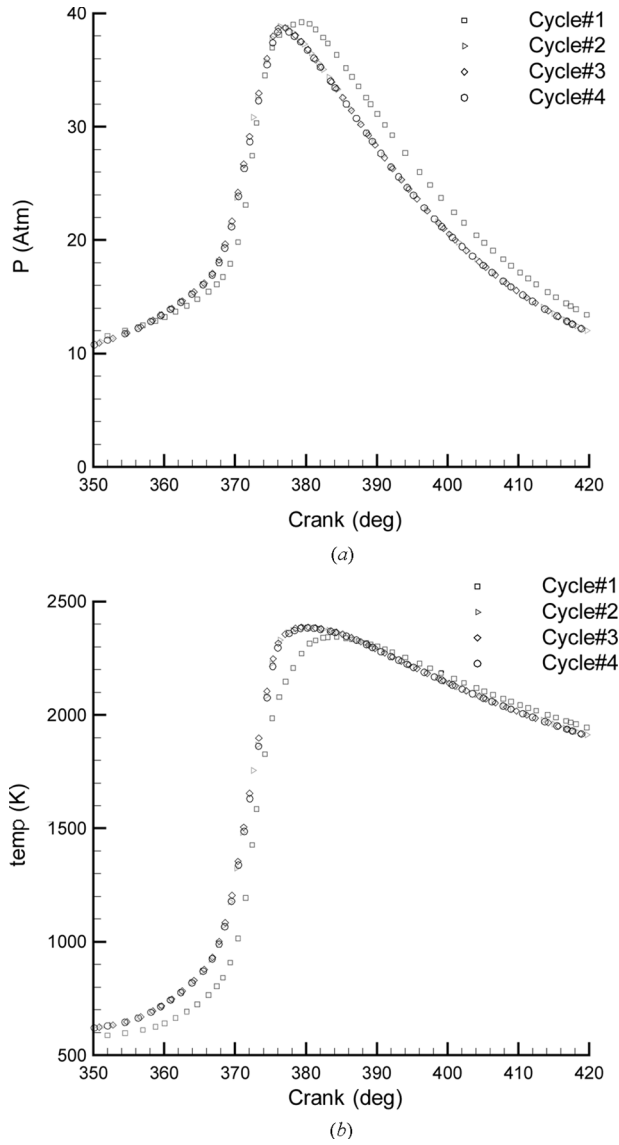 Cycle#1
Cycle#2
Cycle#3
Cycle#4
40
30
20
10
0
P (Atm)
350 360 370 380 390 400 410 420
Crank (deg)
(a)
Cycle#1
Cycle#2
Cycle#3
Cycle#4
2500
2000
1500
1000
500
temp (K)
350 360 370 380 390 400 410 420
Crank (deg)
(b)